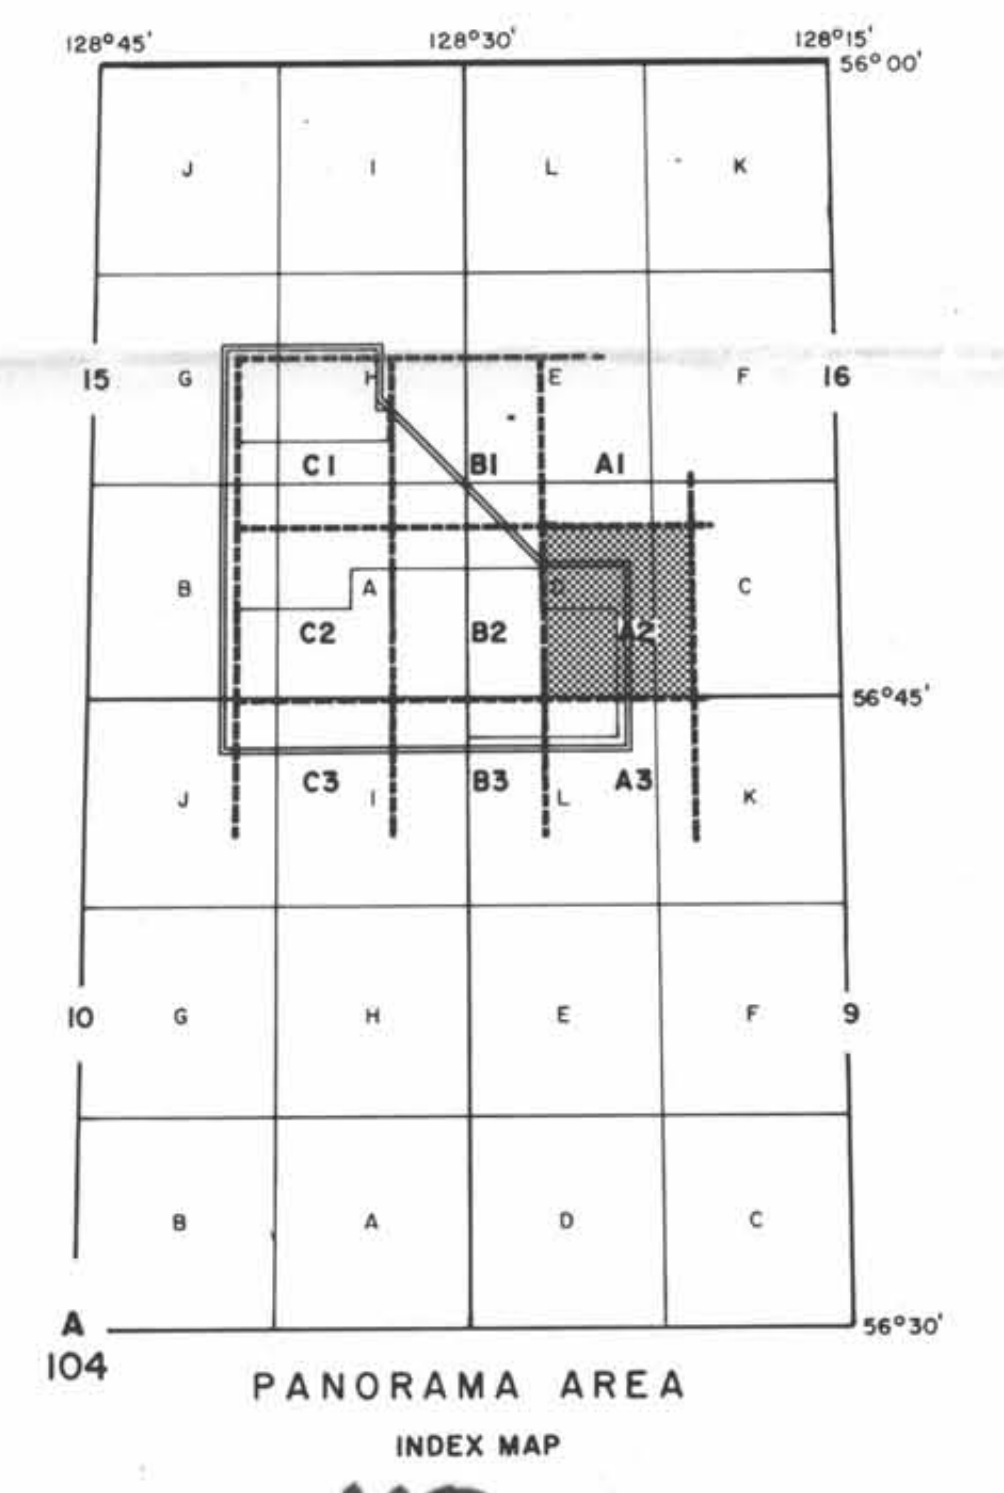 128°45' 128°30' 128°15'
56°00'
J I L K
15 G H E F 16
C1 B1 A1
B A D C
C2 B2 A2
56°45'
C3 B3 A3
J I L K
10 G H E F 9
B A D C
A 56°30'
104
PANORAMA AREA
INDEX MAP